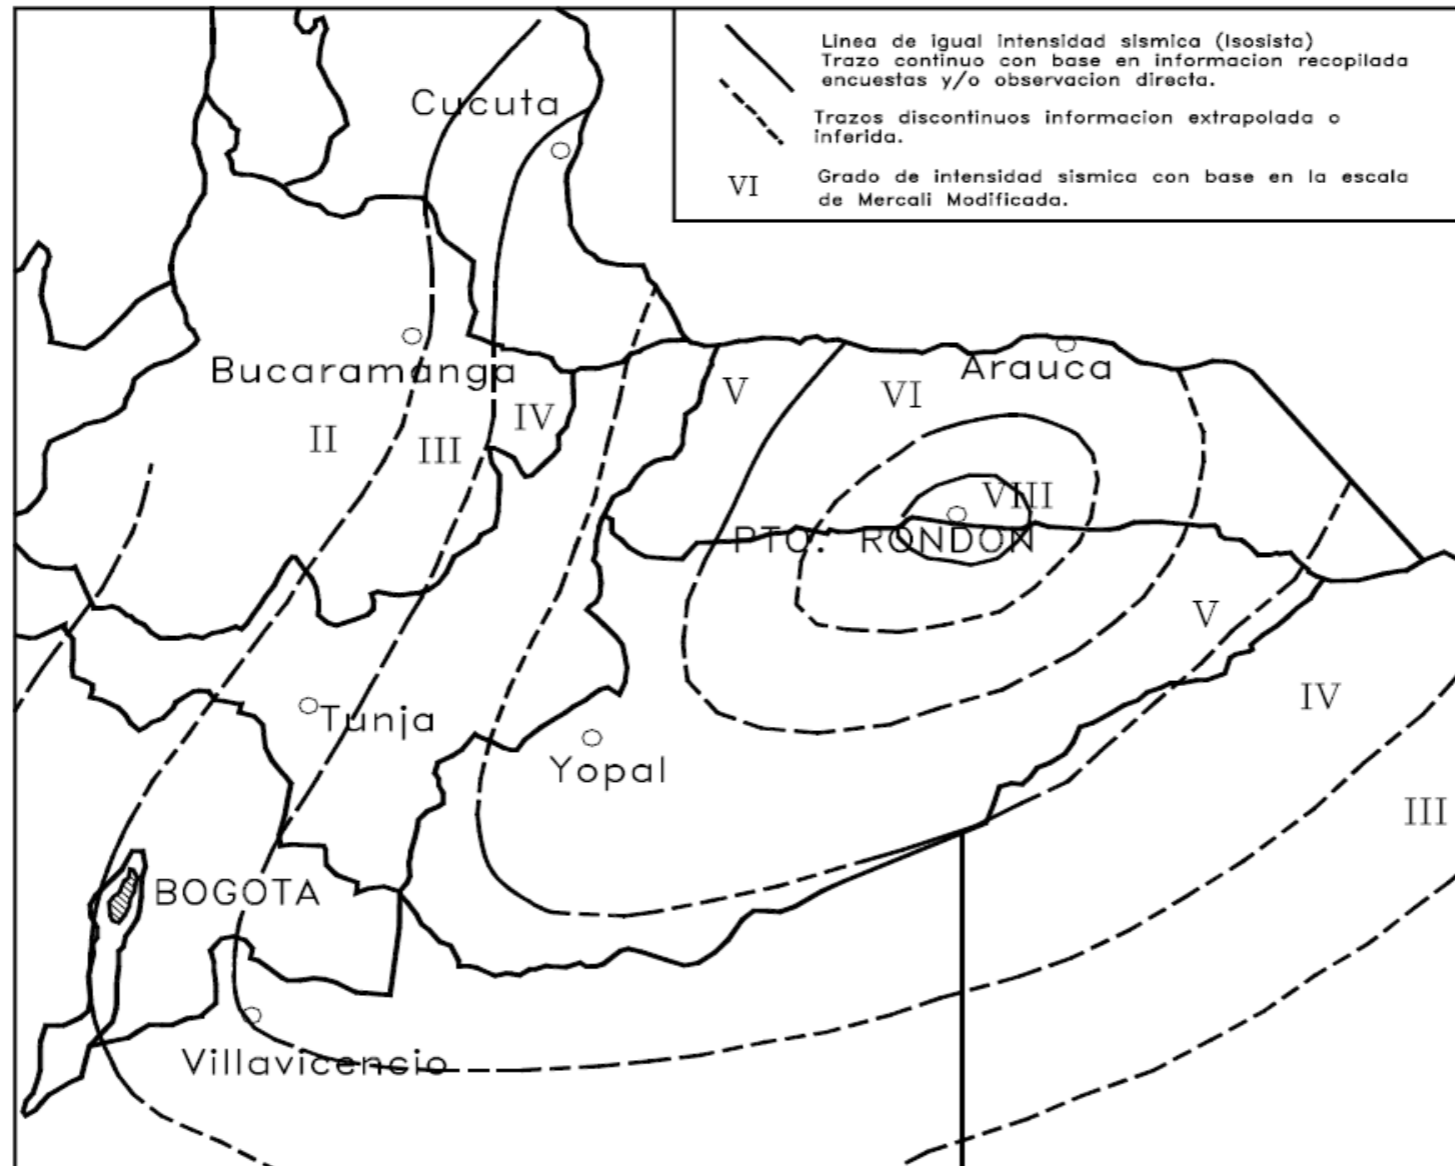 Linea de igual intensidad sismica (Isosista)
Trazo continuo con base en informacion recopilada
encuestas y/o observacion directa.
Trazos discontinuos informacion extrapolada o
inferida.
VI
Grado de intensidad sismica con base en la escala
de Mercali Modificada.
Cucuta
Bucaramanga
Arauca
V
VI
IV
II
III
VIII
PTO. RONDON
V
IV
Tunja
Yopal
III
BOGOTA
Villavicencio